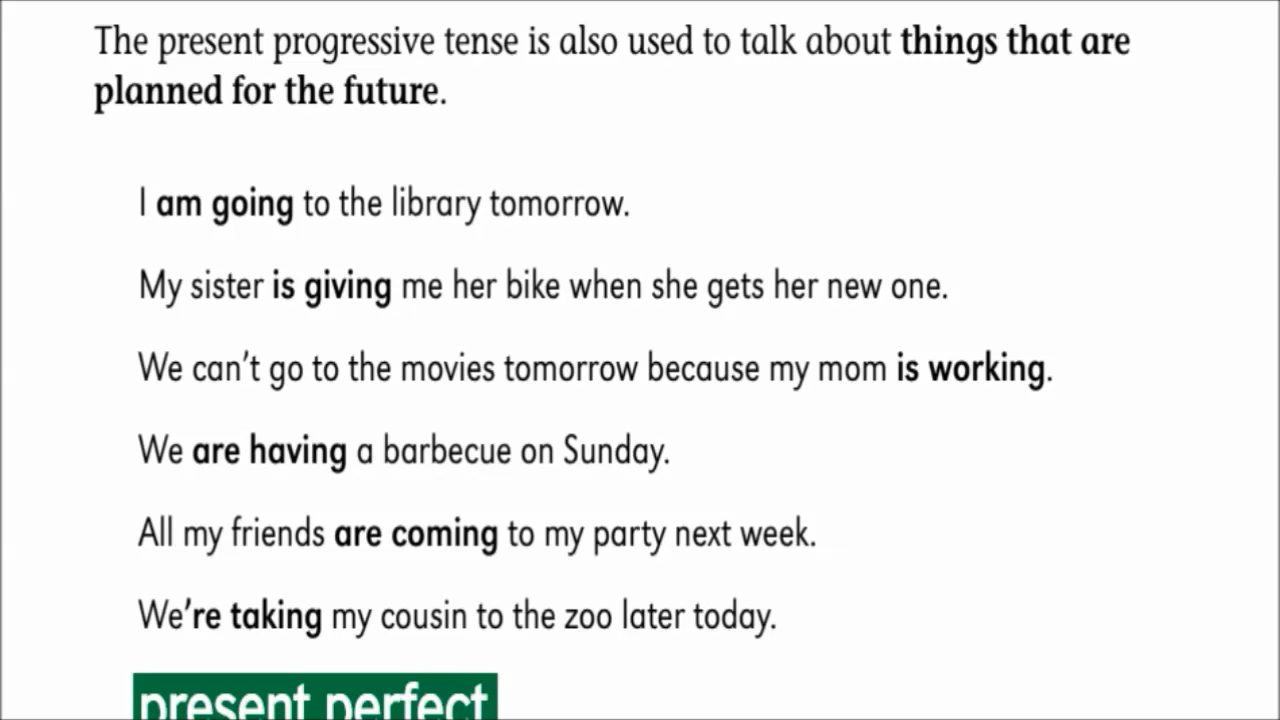 The present progressive tense is also used to talk about things that are
planned for the future.
I am going to the library tomorrow.
My sister is giving me her bike when she gets her new one.
We can't go to the movies tomorrow because my mom is working.
We are having a barbecue on Sunday.
All my friends are coming to my party next week.
We're taking my cousin to the zoo later today.
present perfect